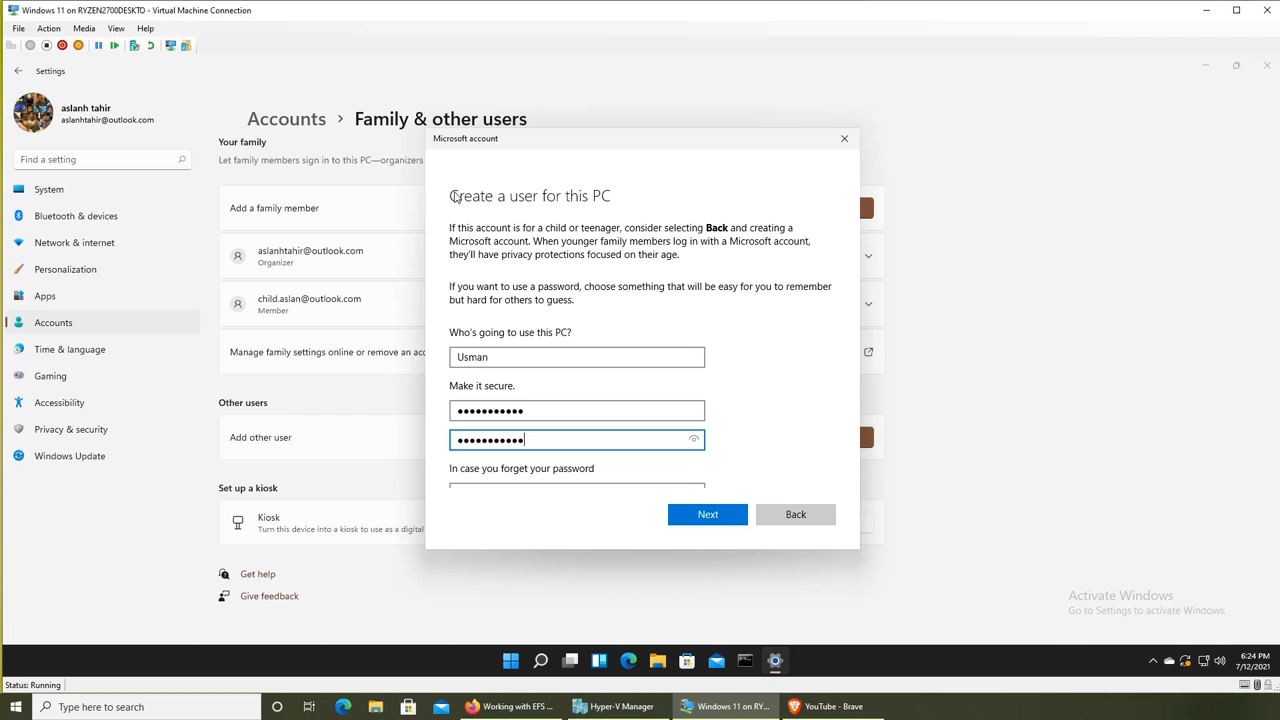 Windows 11 on RYZEN2700DESKTO - Virtual Machine Connection
File Action Media View Help
Settings
aslanh tahir
aslanhtahir@outlook.com
Find a setting
System
Bluetooth & devices
Network & internet
Personalization
Apps
Accounts
Time & language
Gaming
Accessibility
Privacy & security
Windows Update
Accounts > Family & other users
Your family
Let family members sign in to this PC—organizers
Add a family member
aslanhtahir@outlook.com
Organizer
child.aslan@outlook.com
Member
Manage family settings online or remove an acc
Other users
Add other user
Set up a kiosk
Kiosk
Turn this device into a kiosk to use as a digital
Get help
Give feedback
Microsoft account
Create a user for this PC
If this account is for a child or teenager, consider selecting Back and creating a
Microsoft account. When younger family members log in with a Microsoft account,
they'll have privacy protections focused on their age.
If you want to use a password, choose something that will be easy for you to remember
but hard for others to guess.
Who's going to use this PC?
Usman
Make it secure.
●●●●●●●●●●●
●●●●●●●●●●●
In case you forget your password
Next Back
Activate Windows
Go to Settings to activate Windows.
6:24 PM
7/12/2021
Status: Running
Type here to search
Working with EFS ...
Hyper-V Manager
Windows 11 on RY...
YouTube - Brave